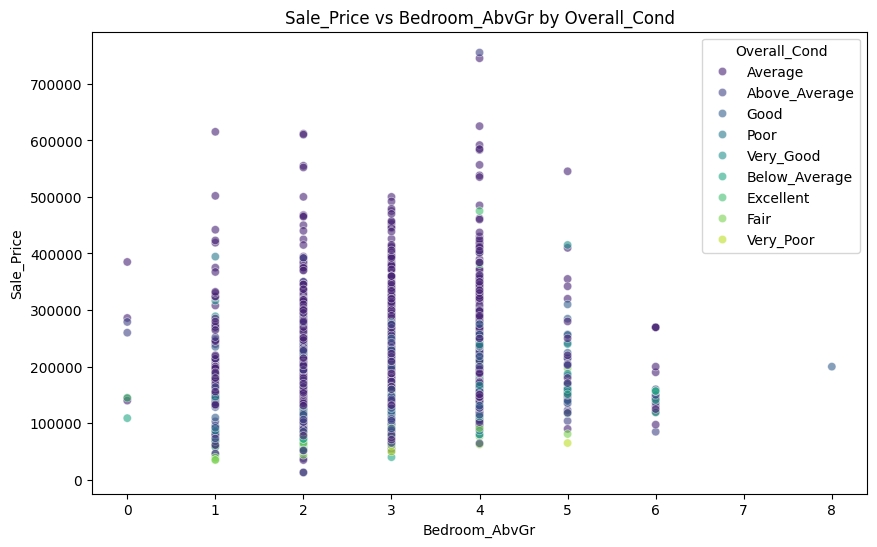 Sale_Price vs Bedroom_AbvGr by Overall_Cond
Overall_Cond
Average
Above_Average
Good
Poor
Very_Good
Below_Average
Excellent
Fair
Very_Poor
Sale_Price
700000
600000
500000
400000
300000
200000
100000
0
0 1 2 3 4 5 6 7 8
Bedroom_AbvGr